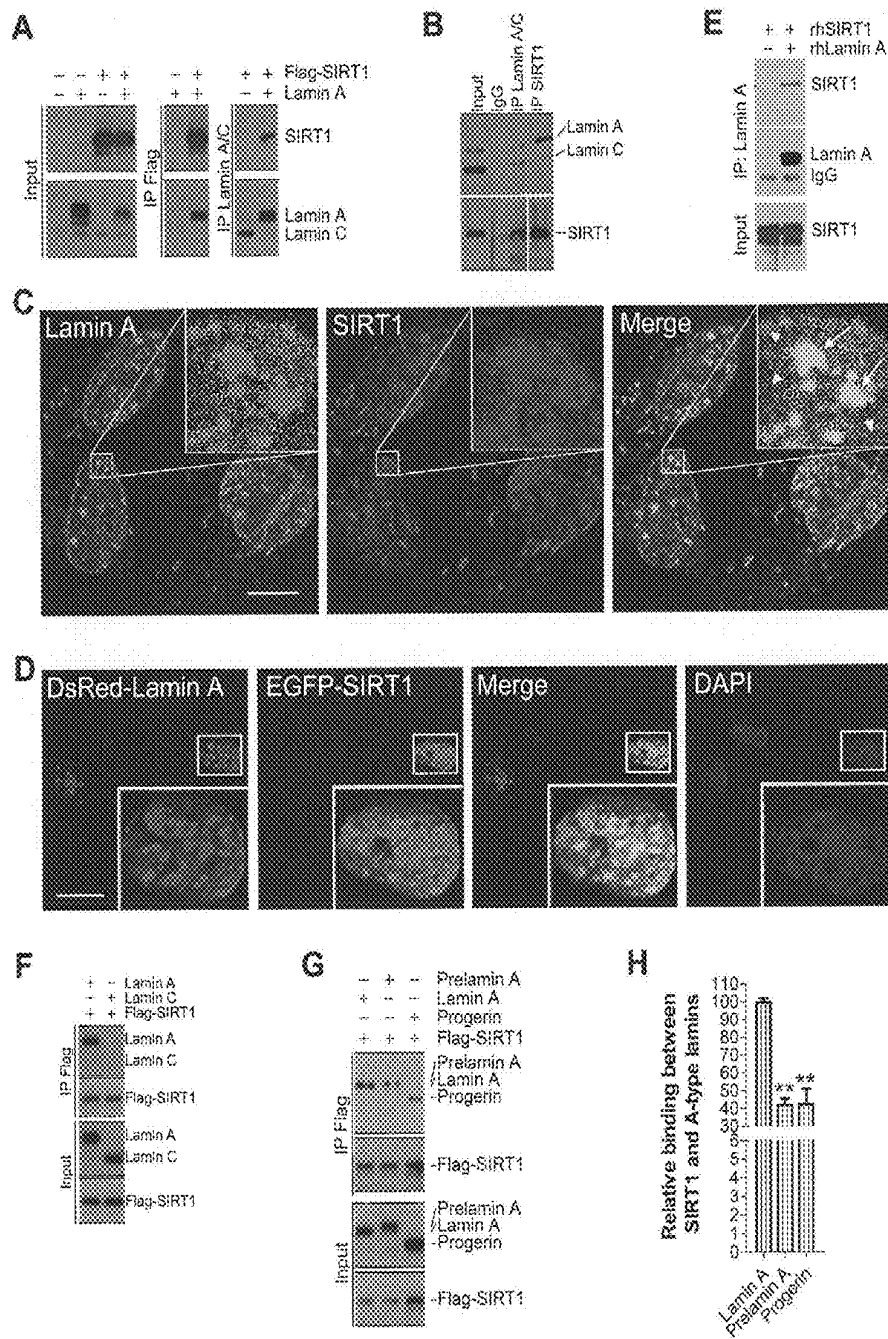 A
- - + + Flag-SIRT1
- + - + Lamin A
- + + +
+ + - +
Input
IP Flag
IP Lamin A/C
SIRT1
Lamin A
Lamin C
B
Input
IgG
IP Lamin A/C
IP SIRT1
Lamin A
Lamin C
SIRT1
E
+ + rhSIRT1
- + rhLamin A
IP: Lamin A
SIRT1
Lamin A
IgG
Input
SIRT1
C
Lamin A
SIRT1
Merge
D
DsRed-Lamin A
EGFP-SIRT1
Merge
DAPI
F
+ - Lamin A
- + Lamin C
+ + Flag-SIRT1
IP Flag
Lamin A
Lamin C
Flag-SIRT1
Input
Lamin A
Lamin C
Flag-SIRT1
G
- + - Prelamin A
+ - - Lamin A
- - + Progerin
+ + + Flag-SIRT1
IP Flag
Prelamin A
Lamin A
Progerin
Flag-SIRT1
Input
Prelamin A
Lamin A
Progerin
Flag-SIRT1
H
Relative binding between
SIRT1 and A-type lamins
110
100
90
80
70
60
50
40
30
6
5
4
3
2
1
0
** **
Lamin A
Prelamin A
Progerin